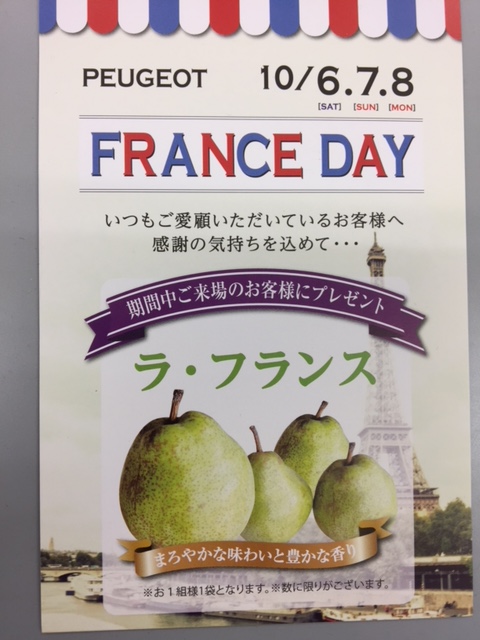 PEUGEOT 10/6.7.8
[SAT] [SUN] [MON]
FRANCE DAY
いつもご愛顧いただいているお客様へ
感謝の気持ちを込めて・・・
期間中ご来場のお客様にプレゼント
ラ・フランス
まろやかな味わいと豊かな香り
※お1組様1袋となります。※数に限りがございます。